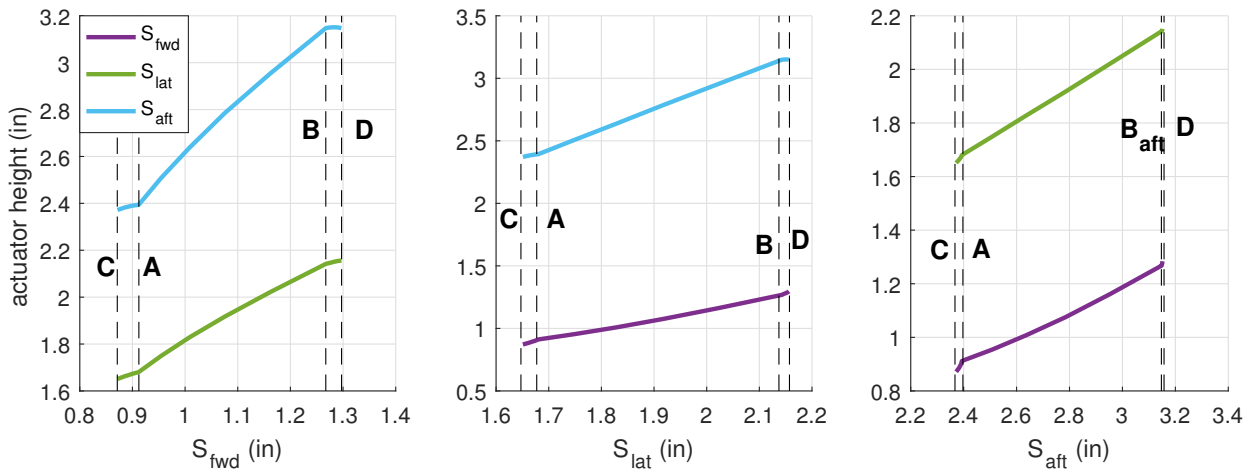 S_fwd
S_lat
S_aft
actuator height (in)
3.2
3
2.8
2.6
2.4
2.2
2
1.8
1.6
C
A
B
D
0.8 0.9 1 1.1 1.2 1.3 1.4
S_fwd (in)
3.5
3
2.5
2
1.5
1
0.5
C
A
B
D
1.6 1.7 1.8 1.9 2 2.1 2.2
S_lat (in)
2.2
2
1.8
1.6
1.4
1.2
1
0.8
C
A
B_aft
D
2.2 2.4 2.6 2.8 3 3.2 3.4
S_aft (in)